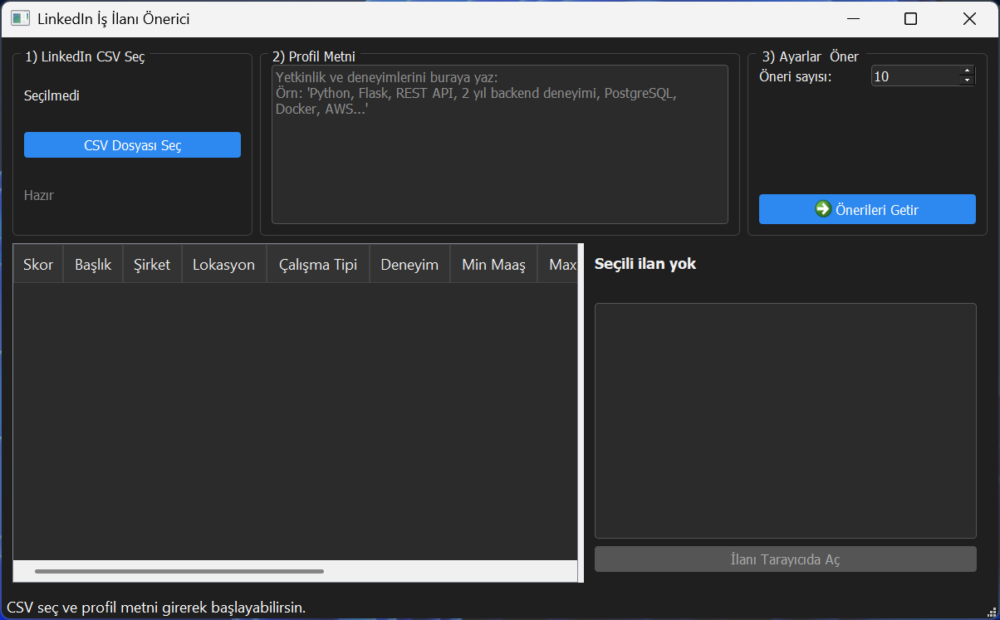 LinkedIn İş İlanı Önerici
1) LinkedIn CSV Seç
Seçilmedi
CSV Dosyası Seç
Hazır
2) Profil Metni
Yetkinlik ve deneyimlerini buraya yaz:
Örn: 'Python, Flask, REST API, 2 yıl backend deneyimi, PostgreSQL,
Docker, AWS...'
3) Ayarlar  Öner
Öneri sayısı: 10
Önerileri Getir
Skor Başlık Şirket Lokasyon Çalışma Tipi Deneyim Min Maaş Max
Seçili ilan yok
İlanı Tarayıcıda Aç
CSV seç ve profil metni girerek başlayabilirsin.